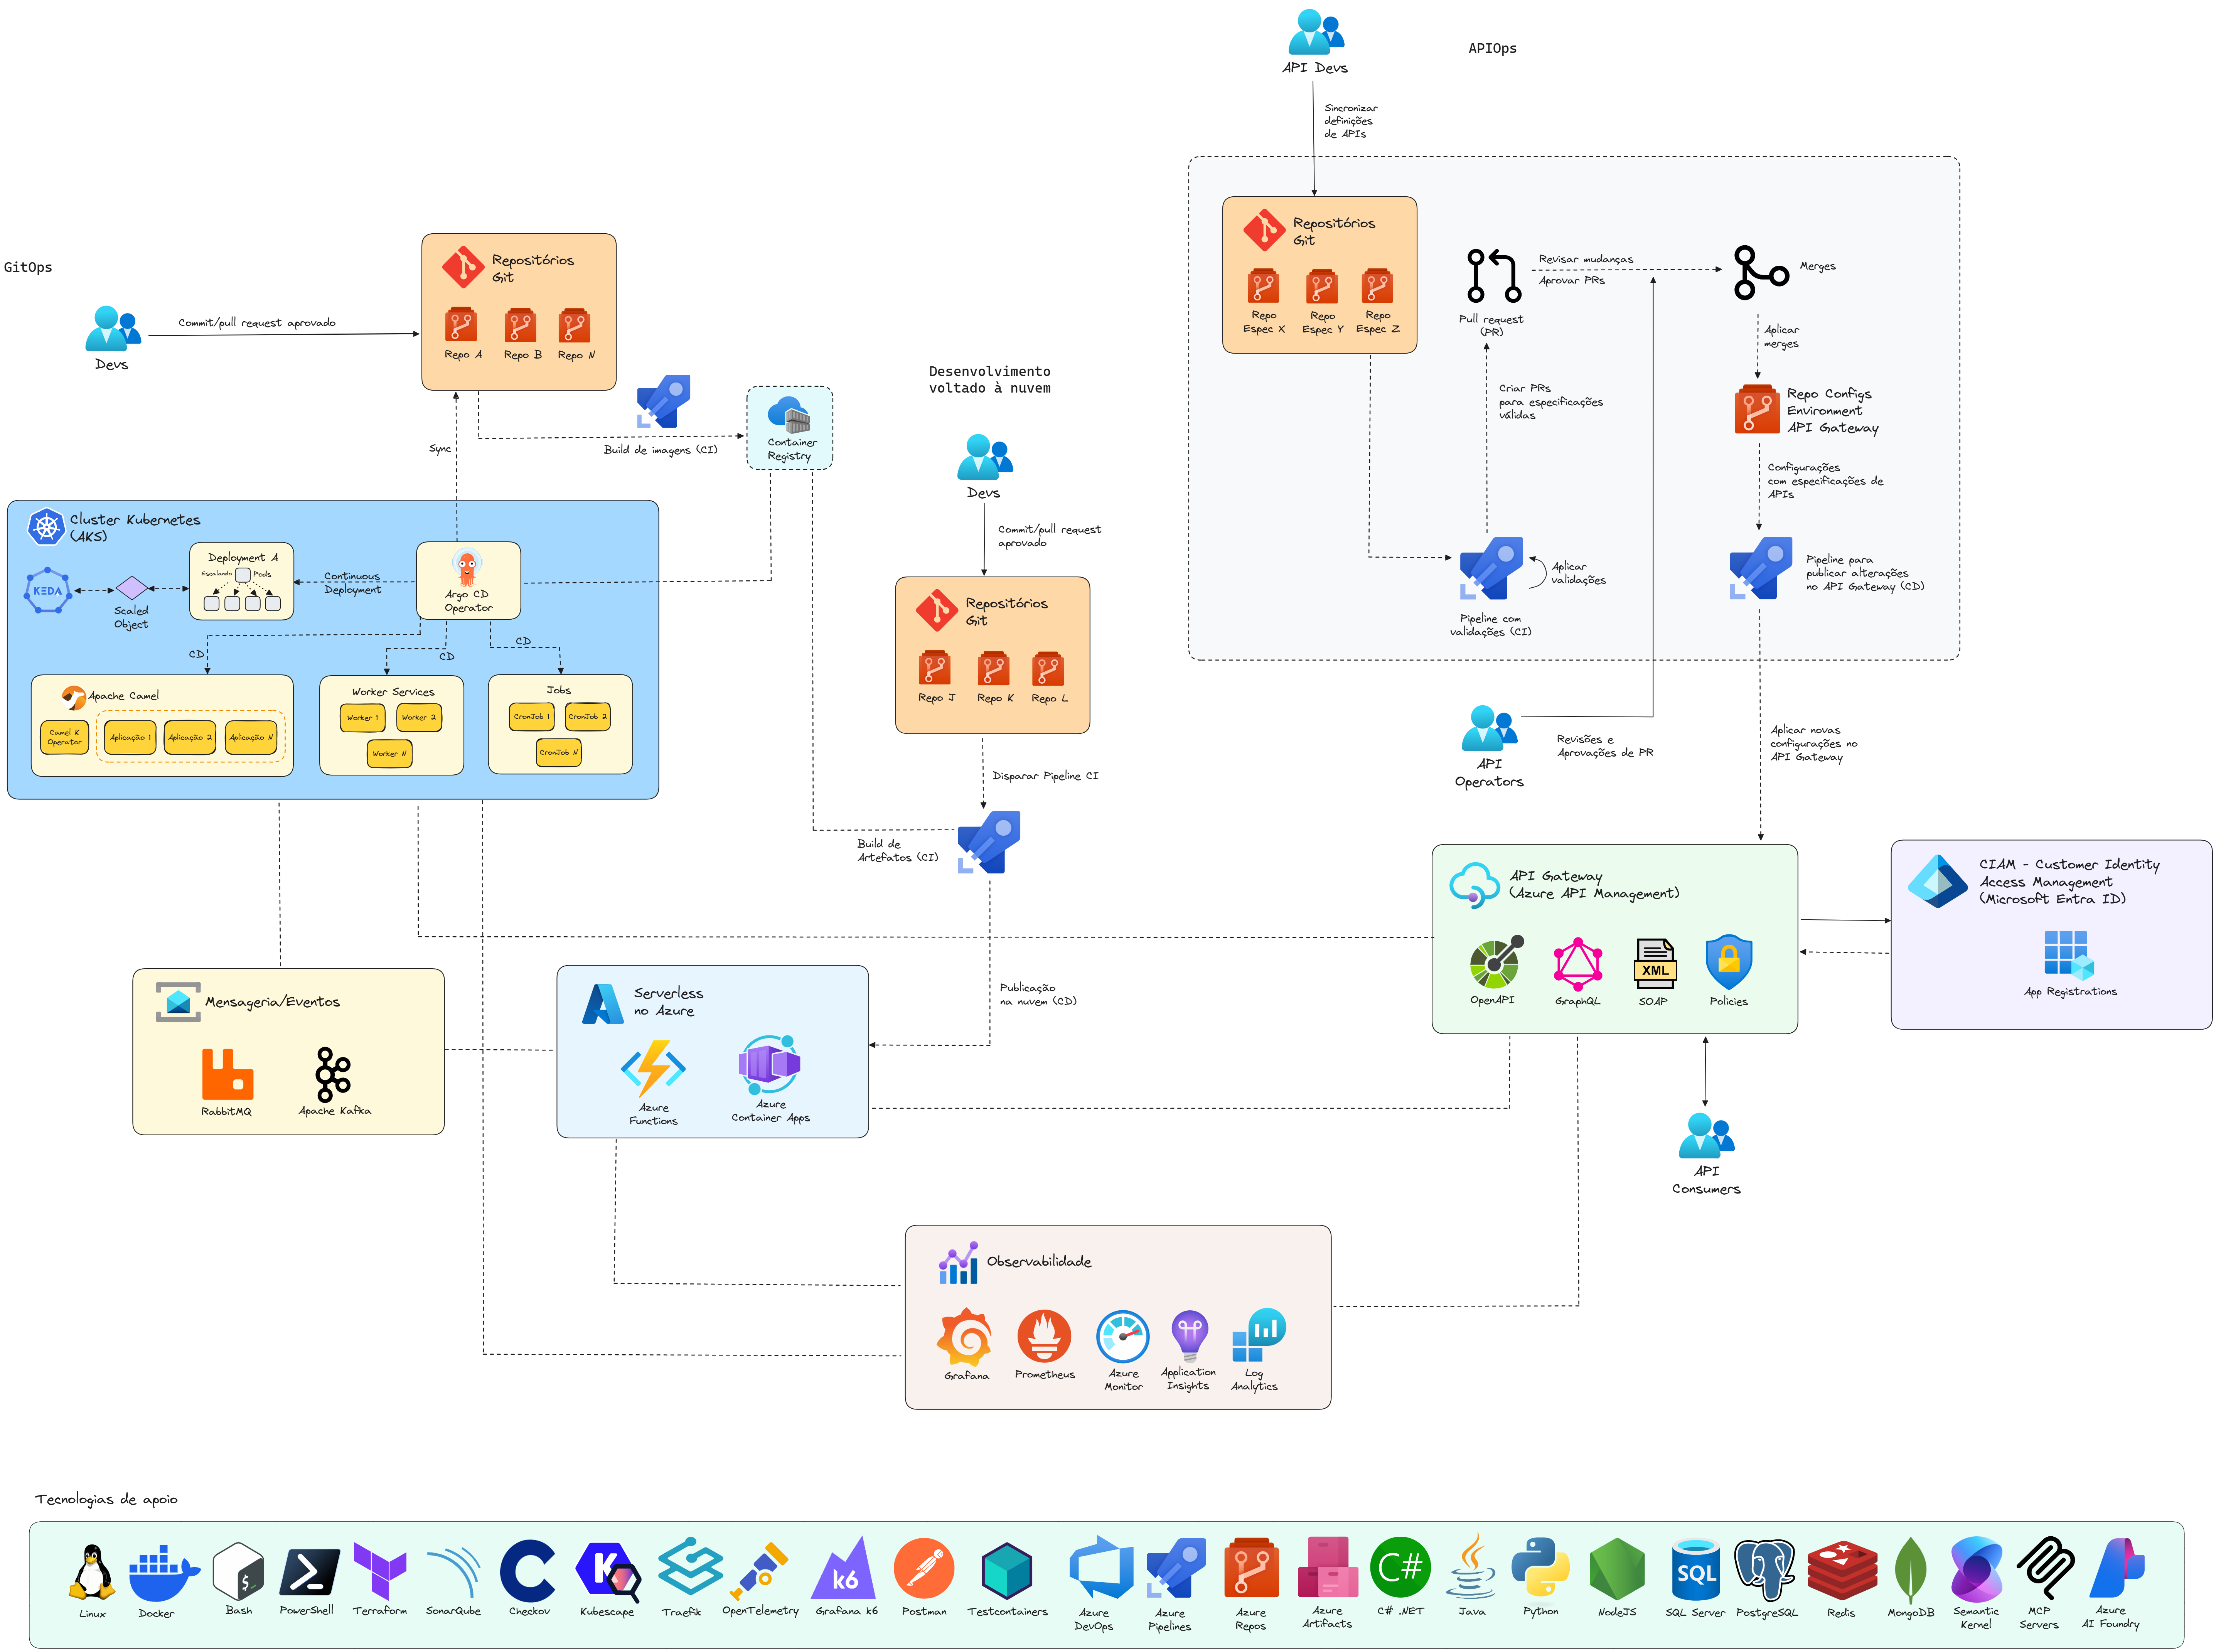 API Devs
APIOps
Sincronizar
definições
de APIs
GitOps
Devs
Commit/pull request aprovado
Repositórios
Git
Repo A
Repo B
Repo N
Sync
Build de imagens (CI)
Container
Registry
Cluster Kubernetes
(AKS)
KEDA
Scaled
Object
Deployment A
Escalando
Pods
Continuous
Deployment
Argo CD
Operator
CD
CD
CD
Apache Camel
Camel K
Operator
Aplicação 1
Aplicação 2
Aplicação N
Worker Services
Worker 1
Worker 2
Worker N
Jobs
CronJob 1
CronJob 2
CronJob N
Desenvolvimento
voltado à nuvem
Devs
Commit/pull request
aprovado
Repositórios
Git
Repo J
Repo K
Repo L
Disparar Pipeline CI
Build de
Artefatos (CI)
Publicação
na nuvem (CD)
Repositórios
Git
Repo
Espec X
Repo
Espec Y
Repo
Espec Z
Pull request
(PR)
Revisar mudanças
Aprovar PRs
Merges
Aplicar
merges
Criar PRs
para especificações
válidas
Repo Configs
Environment
API Gateway
Configurações
com especificações de
APIs
Aplicar
validações
Pipeline com
validações (CI)
Pipeline para
publicar alterações
no API Gateway (CD)
API
Operators
Revisões e
Aprovações de PR
Aplicar novas
configurações no
API Gateway
API Gateway
(Azure API Management)
OpenAPI
GraphQL
XML
SOAP
Policies
CIAM - Customer Identity
Access Management
(Microsoft Entra ID)
App Registrations
API
Consumers
Mensageria/Eventos
RabbitMQ
Apache Kafka
Serverless
no Azure
Azure
Functions
Azure
Container Apps
Observabilidade
Grafana
Prometheus
Azure
Monitor
Application
Insights
Log
Analytics
Tecnologias de apoio
$
K
k6
C#
SQL
Linux
Docker
Bash
PowerShell
Terraform
SonarQube
Checkov
Kubescape
Traefik
OpenTelemetry
Grafana k6
Postman
Testcontainers
Azure
DevOps
Azure
Pipelines
Azure
Repos
Azure
Artifacts
C# .NET
Java
Python
NodeJS
SQL Server
PostgreSQL
Redis
MongoDB
Semantic
Kernel
MCP
Servers
Azure
AI Foundry